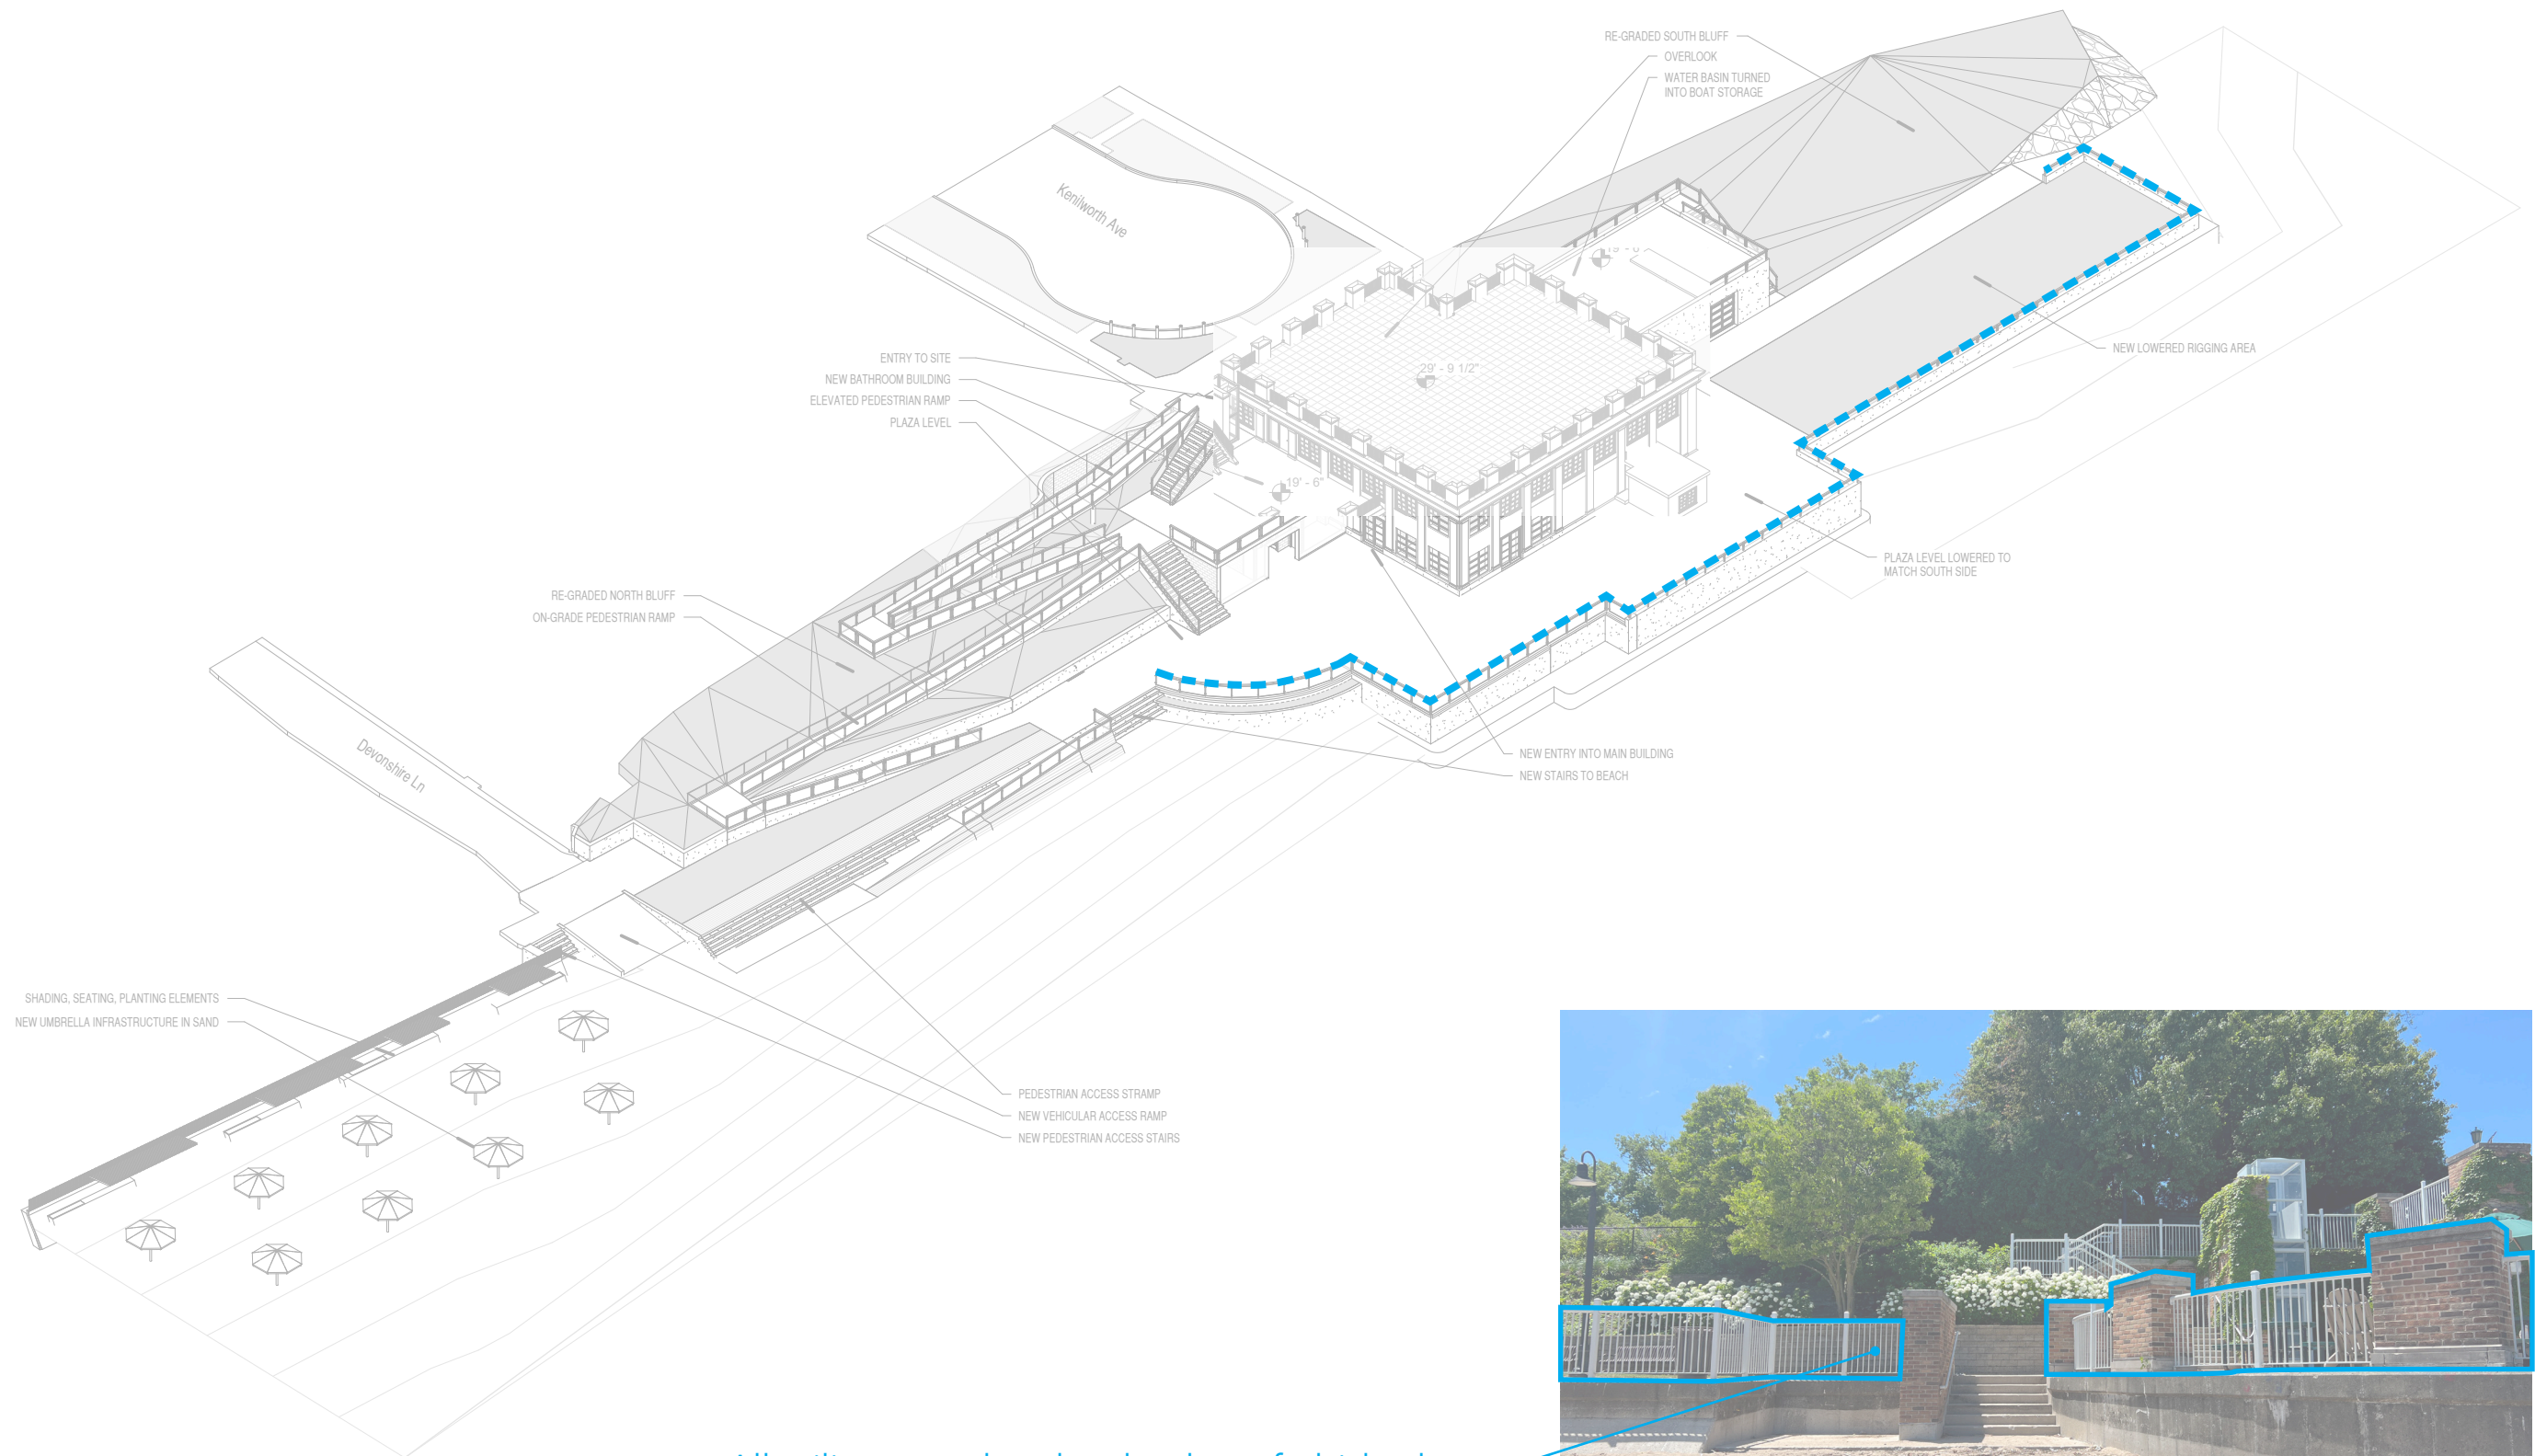 RE-GRADED SOUTH BLUFF
OVERLOOK
WATER BASIN TURNED
INTO BOAT STORAGE
Kenilworth Ave
19' - 6"
ENTRY TO SITE
NEW BATHROOM BUILDING
ELEVATED PEDESTRIAN RAMP
PLAZA LEVEL
29' - 9 1/2"
NEW LOWERED RIGGING AREA
19' - 6"
PLAZA LEVEL LOWERED TO
MATCH SOUTH SIDE
RE-GRADED NORTH BLUFF
ON-GRADE PEDESTRIAN RAMP
Devonshire Ln
NEW ENTRY INTO MAIN BUILDING
NEW STAIRS TO BEACH
SHADING, SEATING, PLANTING ELEMENTS
NEW UMBRELLA INFRASTRUCTURE IN SAND
PEDESTRIAN ACCESS STRAMP
NEW VEHICULAR ACCESS RAMP
NEW PEDESTRIAN ACCESS STAIRS